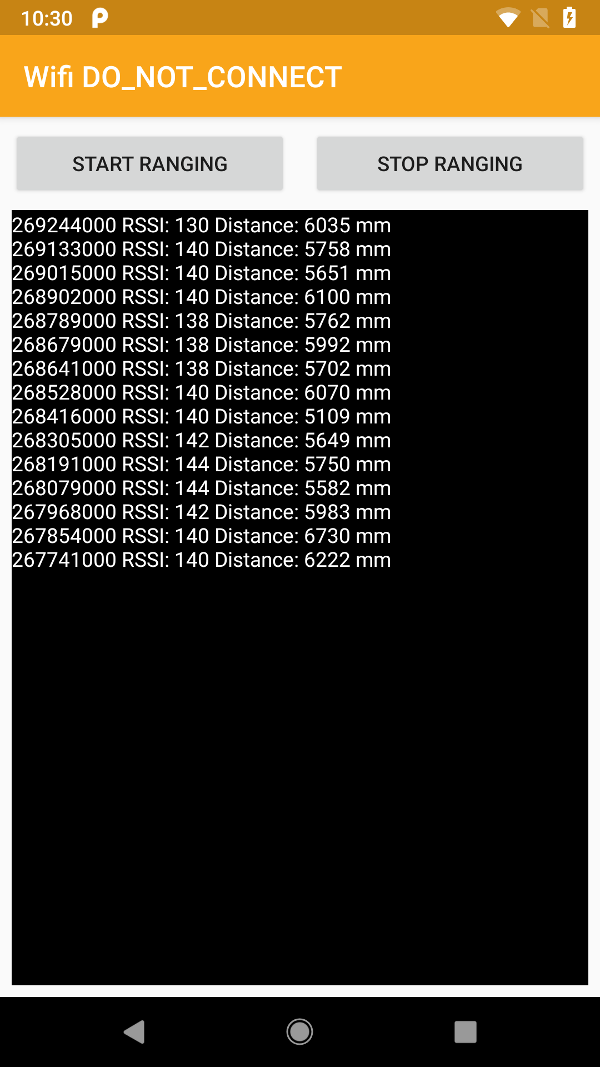 10:30
Wifi DO_NOT_CONNECT
START RANGING
STOP RANGING
269244000 RSSI: 130 Distance: 6035 mm
269133000 RSSI: 140 Distance: 5758 mm
269015000 RSSI: 140 Distance: 5651 mm
268902000 RSSI: 140 Distance: 6100 mm
268789000 RSSI: 138 Distance: 5762 mm
268679000 RSSI: 138 Distance: 5992 mm
268641000 RSSI: 138 Distance: 5702 mm
268528000 RSSI: 140 Distance: 6070 mm
268416000 RSSI: 140 Distance: 5109 mm
268305000 RSSI: 142 Distance: 5649 mm
268191000 RSSI: 144 Distance: 5750 mm
268079000 RSSI: 144 Distance: 5582 mm
267968000 RSSI: 142 Distance: 5983 mm
267854000 RSSI: 140 Distance: 6730 mm
267741000 RSSI: 140 Distance: 6222 mm